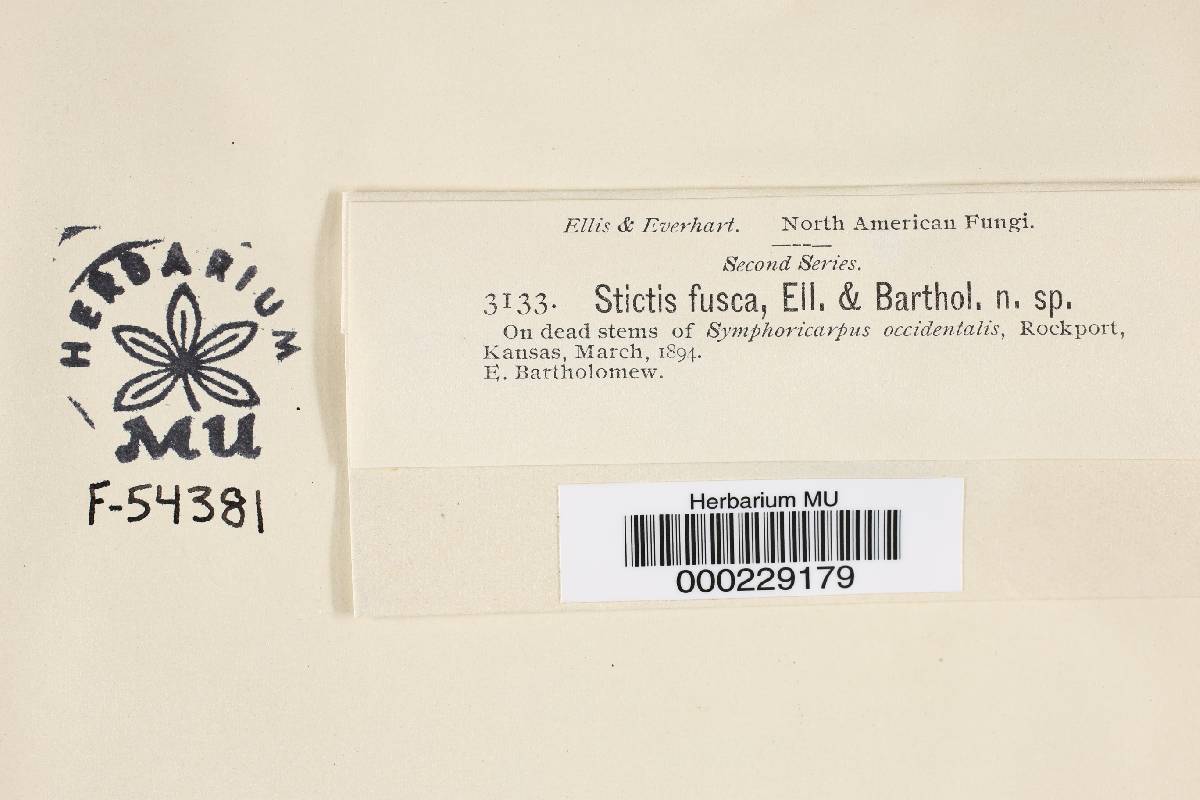 Ellis & Everhart. North American Fungi.
Second Series.
3133. Stictis fusca, Ell. & Barthol. n. sp.
On dead stems of Symphoricarpus occidentalis, Rockport,
Kansas, March, 1894.
E. Bartholomew.
HERBARIUM
MU
F-54381
Herbarium MU
000229179